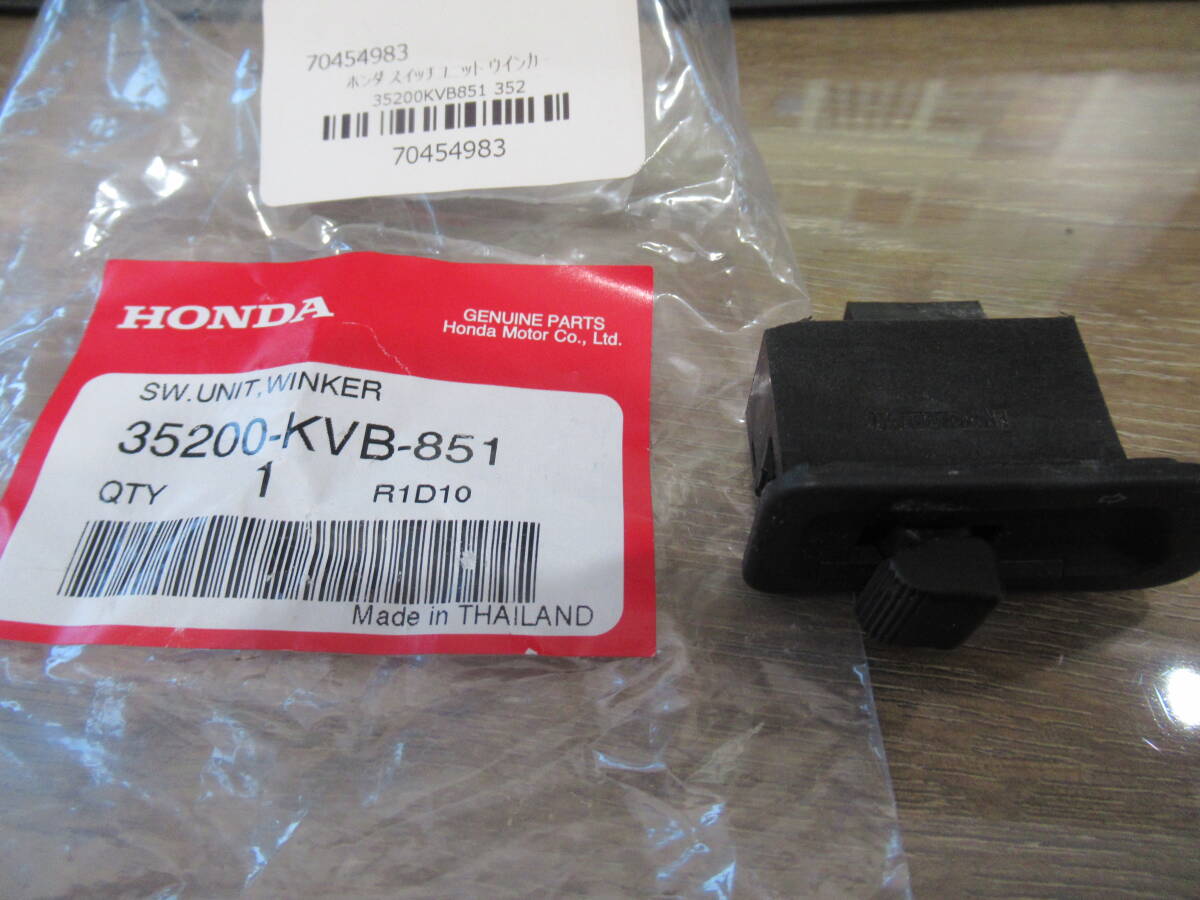 70454983
ホンダ スイッチユニット ウインカー
35200KVB851 352
70454983
HONDA
GENUINE PARTS
Honda Motor Co., Ltd.
SW.UNIT,WINKER
35200-KVB-851
QTY 1 R1D10
Made in THAILAND